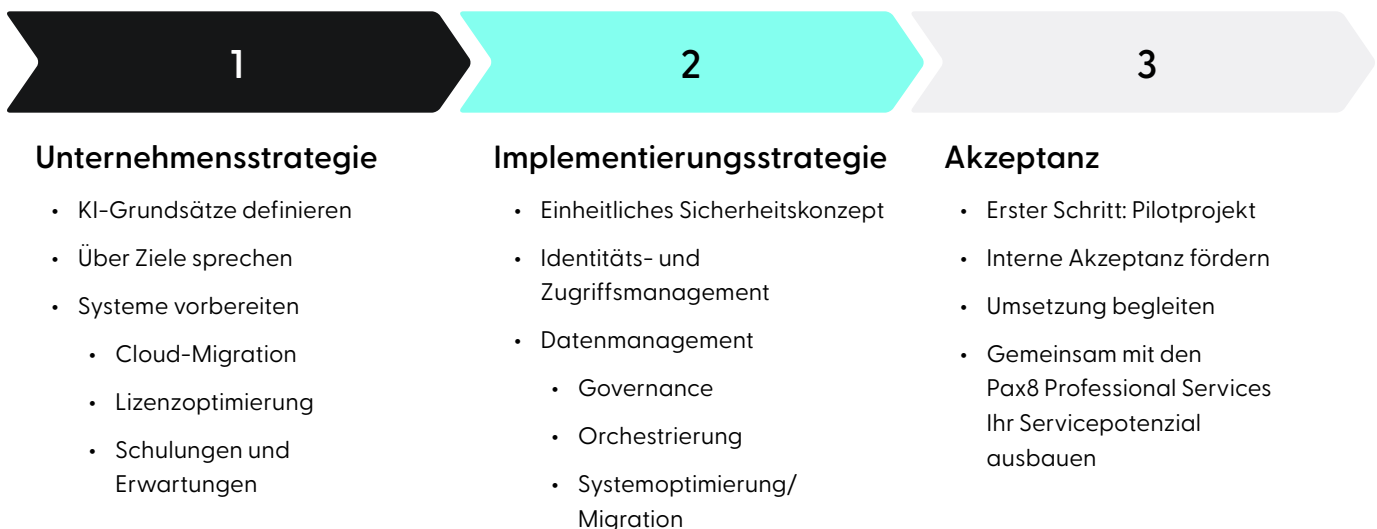 1
Unternehmensstrategie
• KI-Grundsätze definieren
• Über Ziele sprechen
• Systeme vorbereiten
• Cloud-Migration
• Lizenzoptimierung
• Schulungen und
Erwartungen
2
Implementierungsstrategie
• Einheitliches Sicherheitskonzept
• Identitäts- und
Zugriffsmanagement
• Datenmanagement
• Governance
• Orchestrierung
• Systemoptimierung/
Migration
3
Akzeptanz
• Erster Schritt: Pilotprojekt
• Interne Akzeptanz fördern
• Umsetzung begleiten
• Gemeinsam mit den
Pax8 Professional Services
Ihr Servicepotenzial
ausbauen